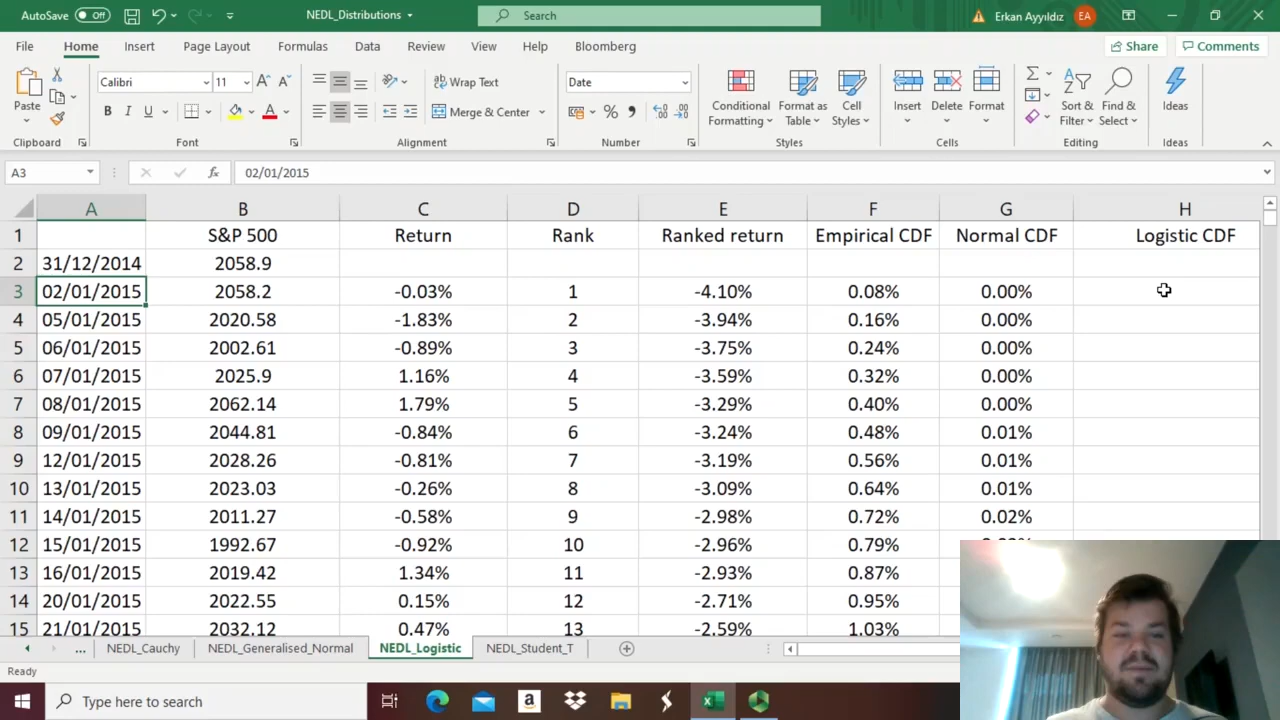 AutoSave Off NEDL_Distributions Search Erkan Ayyıldız EA
File Home Insert Page Layout Formulas Data Review View Help Bloomberg Share Comments
Calibri 11 Wrap Text Date
Paste B I U Merge & Center % Conditional Formatting Format as Table Cell Styles Insert Delete Format Sort & Filter Find & Select Ideas
Clipboard Font Alignment Number Styles Cells Editing Ideas
A3 fx 02/01/2015
A B C D E F G H
1 S&P 500 Return Rank Ranked return Empirical CDF Normal CDF Logistic CDF
2 31/12/2014 2058.9
3 02/01/2015 2058.2 -0.03% 1 -4.10% 0.08% 0.00%
4 05/01/2015 2020.58 -1.83% 2 -3.94% 0.16% 0.00%
5 06/01/2015 2002.61 -0.89% 3 -3.75% 0.24% 0.00%
6 07/01/2015 2025.9 1.16% 4 -3.59% 0.32% 0.00%
7 08/01/2015 2062.14 1.79% 5 -3.29% 0.40% 0.00%
8 09/01/2015 2044.81 -0.84% 6 -3.24% 0.48% 0.01%
9 12/01/2015 2028.26 -0.81% 7 -3.19% 0.56% 0.01%
10 13/01/2015 2023.03 -0.26% 8 -3.09% 0.64% 0.01%
11 14/01/2015 2011.27 -0.58% 9 -2.98% 0.72% 0.02%
12 15/01/2015 1992.67 -0.92% 10 -2.96% 0.79%
13 16/01/2015 2019.42 1.34% 11 -2.93% 0.87%
14 20/01/2015 2022.55 0.15% 12 -2.71% 0.95%
15 21/01/2015 2032.12 0.47% 13 -2.59% 1.03%
... NEDL_Cauchy NEDL_Generalised_Normal NEDL_Logistic NEDL_Student_T
Ready
Type here to search